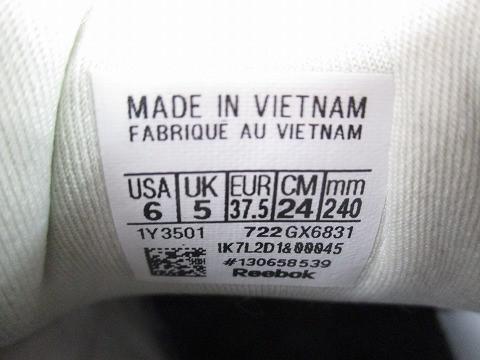 MADE IN VIETNAM
FABRIQUÉ AU VIETNAM
USA UK EUR CM mm
6 5 37.5 24 240
1Y3501 722 GX6831
IK7L2D1&00045
#130658539
Reebok